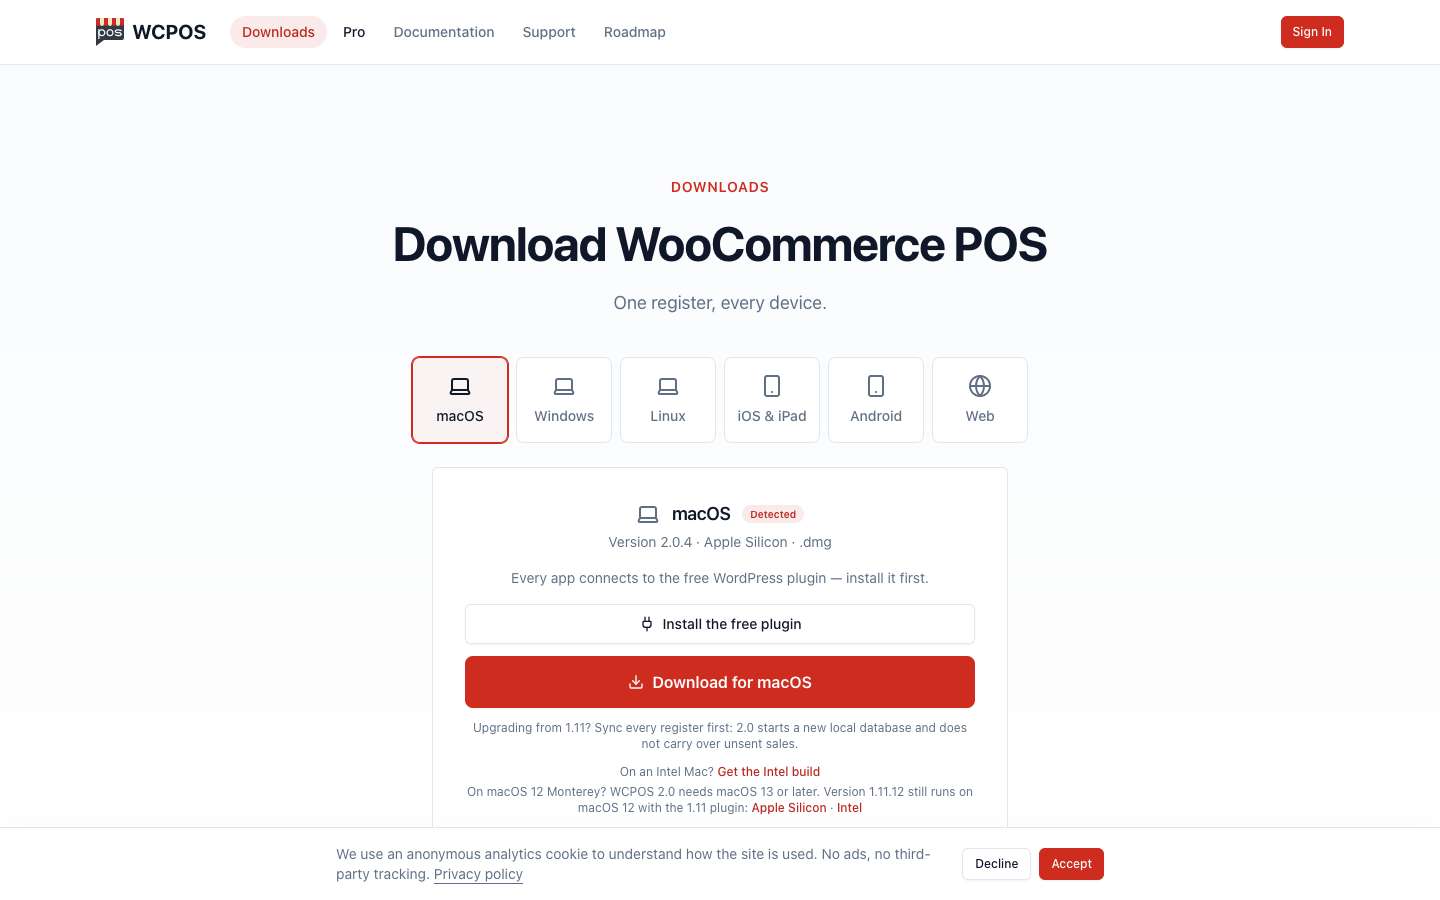 pos WCPOS Downloads Pro Documentation Support Roadmap Sign In
DOWNLOADS
Download WooCommerce POS
One register, every device.
macOS Windows Linux iOS & iPad Android Web
macOS Detected
Version 2.0.4 · Apple Silicon · .dmg
Every app connects to the free WordPress plugin — install it first.
Install the free plugin
Download for macOS
Upgrading from 1.11? Sync every register first: 2.0 starts a new local database and does
not carry over unsent sales.
On an Intel Mac? Get the Intel build
On macOS 12 Monterey? WCPOS 2.0 needs macOS 13 or later. Version 1.11.12 still runs on
macOS 12 with the 1.11 plugin: Apple Silicon · Intel
We use an anonymous analytics cookie to understand how the site is used. No ads, no third-
party tracking. Privacy policy
Decline Accept